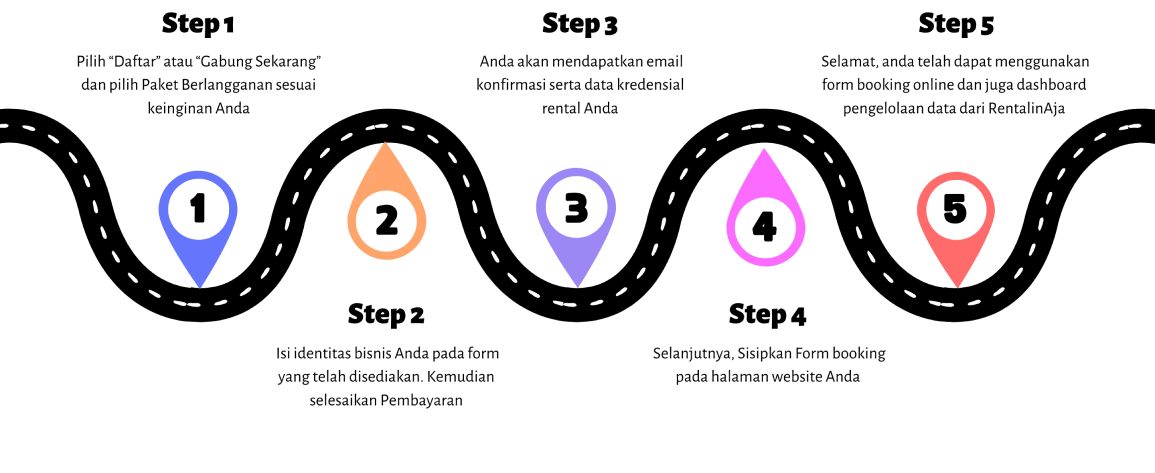 Step 1
Pilih “Daftar” atau “Gabung Sekarang”
dan pilih Paket Berlangganan sesuai
keinginan Anda
1
Step 2
Isi identitas bisnis Anda pada form
yang telah disediakan. Kemudian
selesaikan Pembayaran
2
Step 3
Anda akan mendapatkan email
konfirmasi serta data kredensial
rental Anda
3
Step 4
Selanjutnya, Sisipkan Form booking
pada halaman website Anda
4
Step 5
Selamat, anda telah dapat menggunakan
form booking online dan juga dashboard
pengelolaan data dari RentalinAja
5